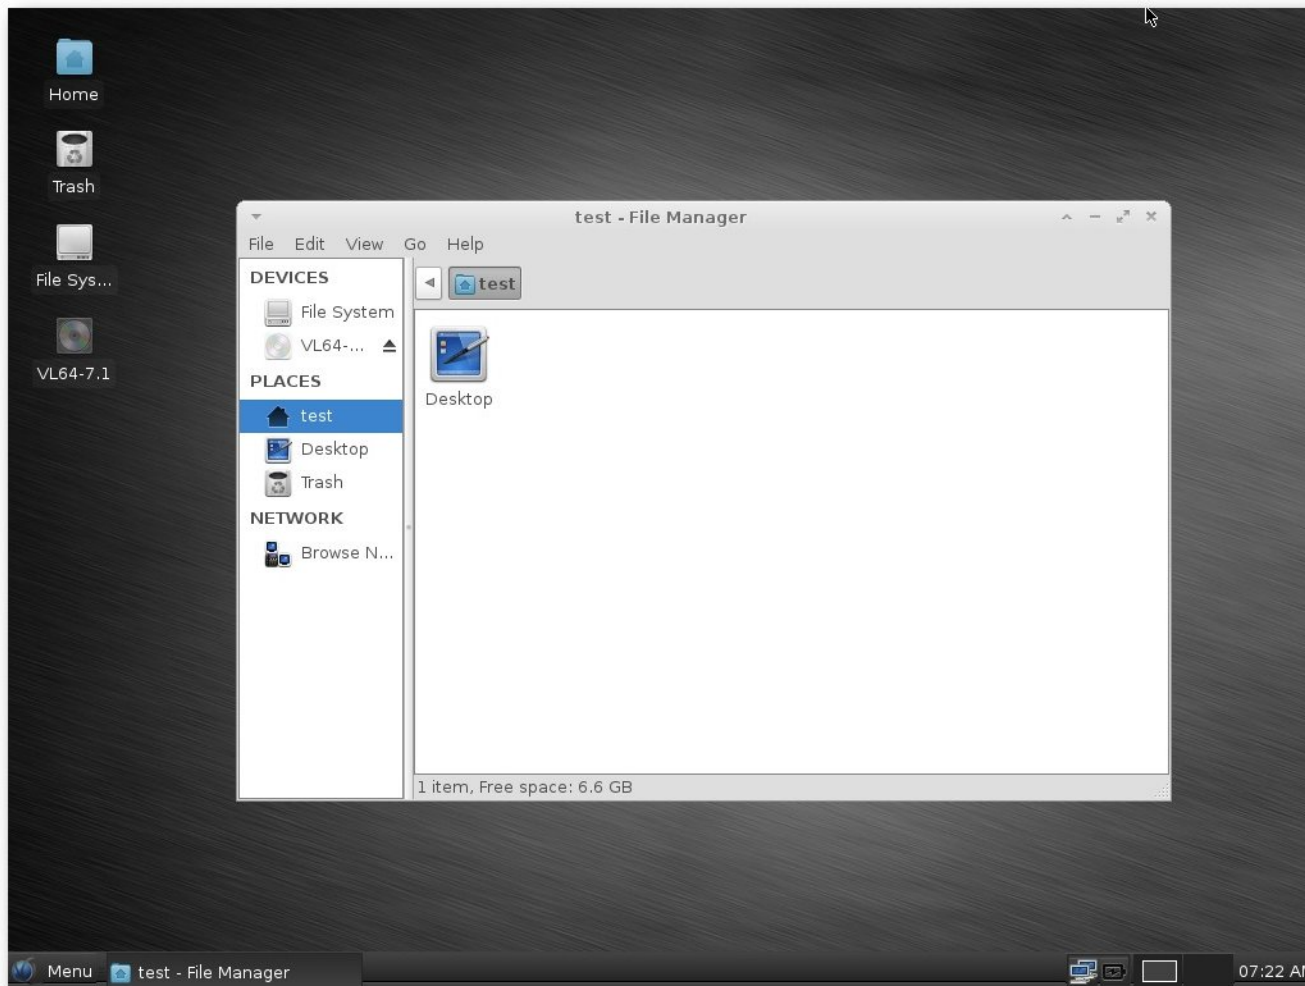 Home
Trash
File Sys...
VL64-7.1
test - File Manager
File Edit View Go Help
DEVICES
File System
VL64-...
PLACES
test
Desktop
Trash
NETWORK
Browse N...
test
Desktop
1 item, Free space: 6.6 GB
Menu
test - File Manager
07:22 AM